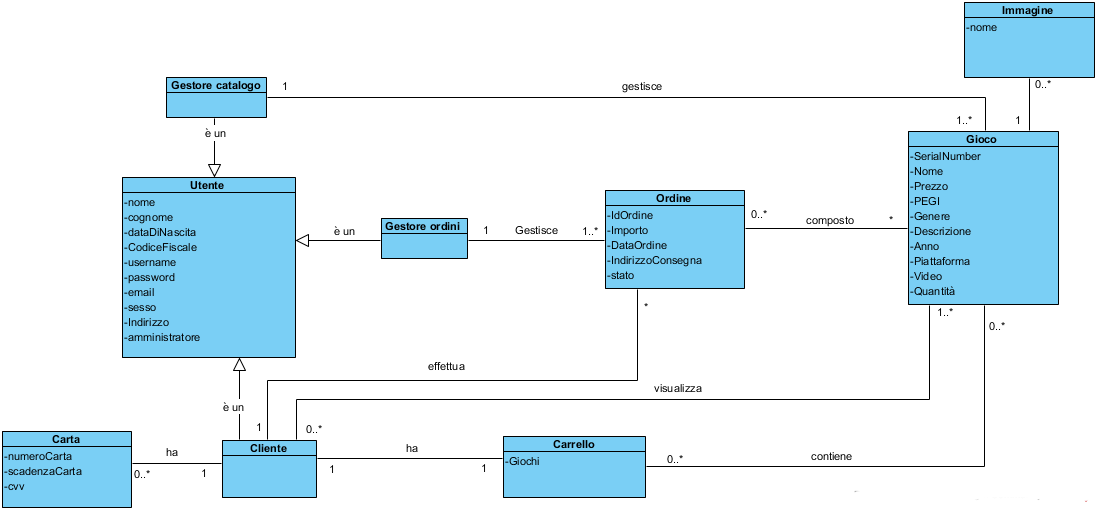 Immagine
-nome
0..*
1
Gestore catalogo
1
gestisce
1..*
è un
Gioco
-SerialNumber
-Nome
-Prezzo
-PEGI
-Genere
-Descrizione
-Anno
-Piattaforma
-Video
-Quantità
Utente
-nome
-cognome
-dataDiNascita
-CodiceFiscale
-username
-password
-email
-sesso
-Indirizzo
-amministratore
è un
Gestore ordini
1
Gestisce
1..*
Ordine
-IdOrdine
-Importo
-DataOrdine
-IndirizzoConsegna
-stato
0..*
composto
*
*
effettua
1
1..*
visualizza
0..*
0..*
contiene
0..*
è un
Carta
-numeroCarta
-scadenzaCarta
-cvv
ha
0..*
1
Cliente
ha
1
1
Carrello
-Giochi